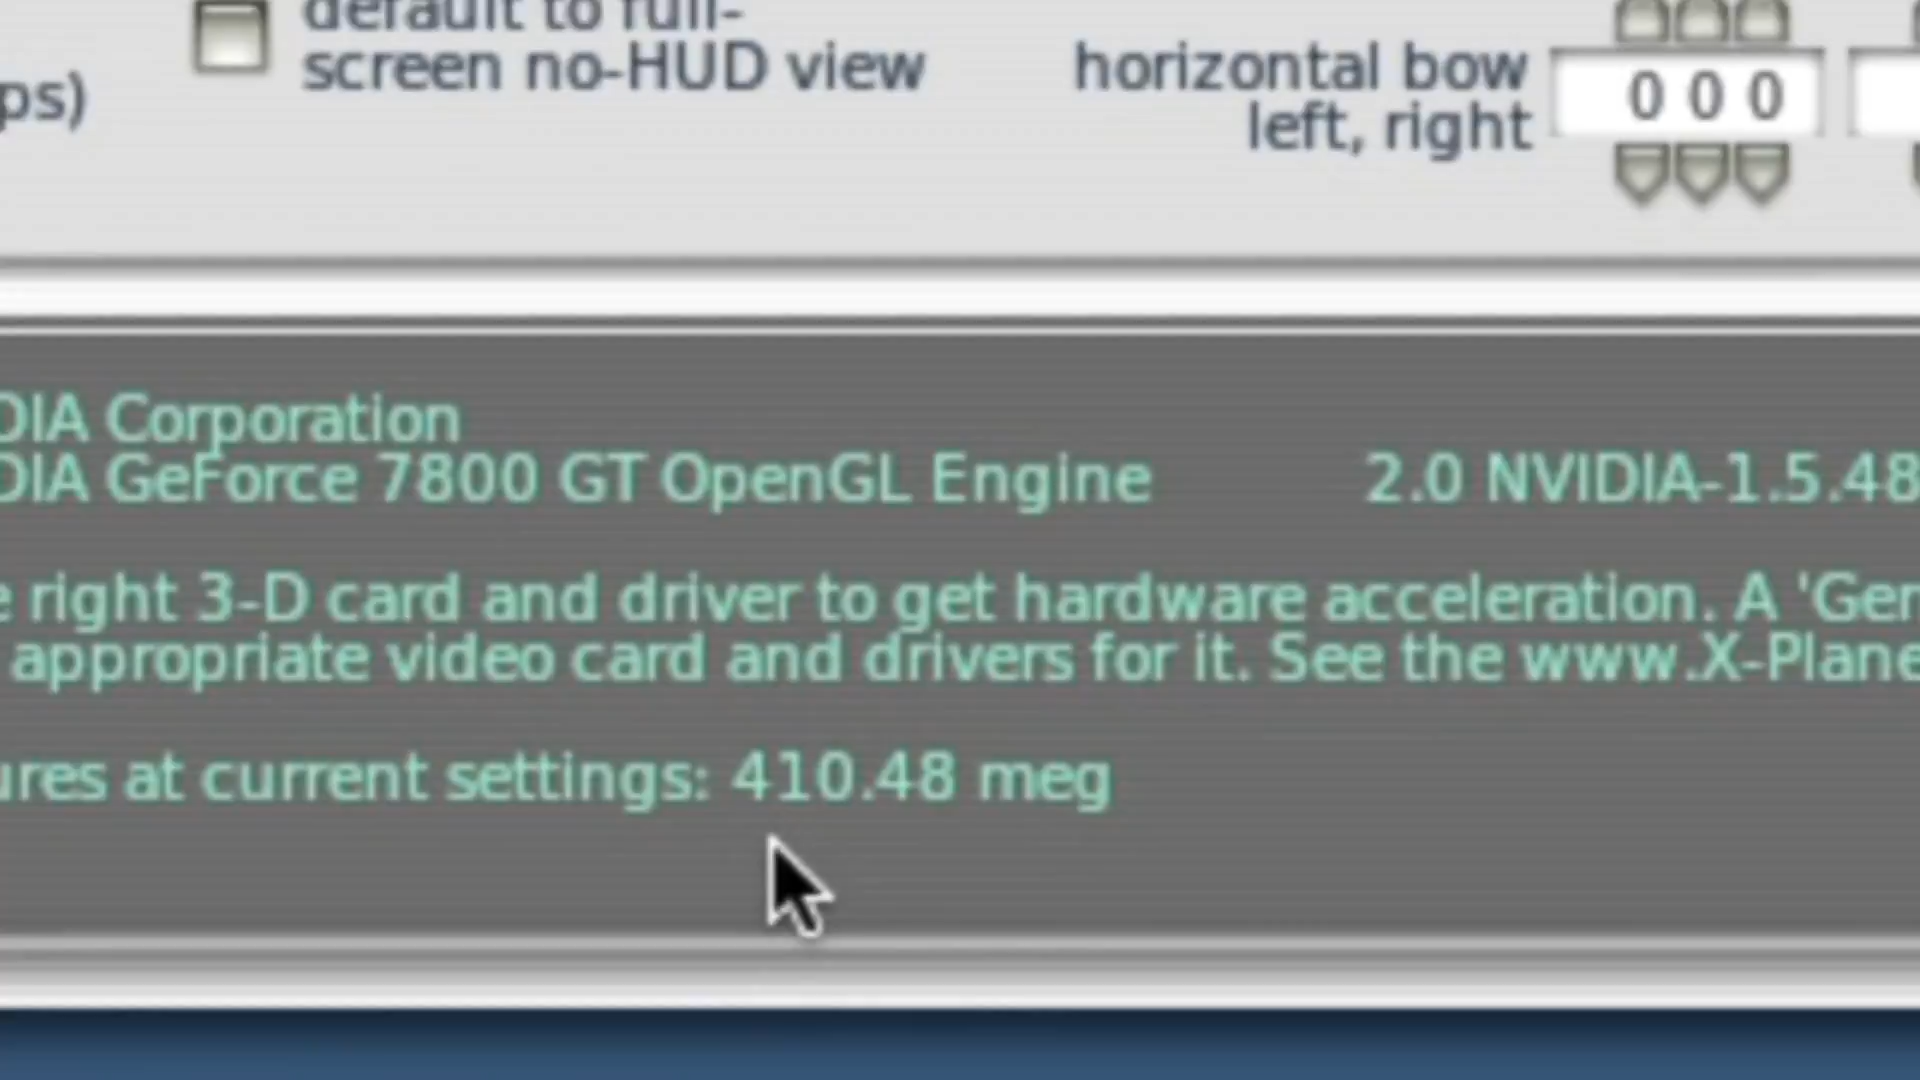 default to full-
screen no-HUD view
ps)
horizontal bow
left, right
0 0 0
DIA Corporation
DIA GeForce 7800 GT OpenGL Engine 2.0 NVIDIA-1.5.48
e right 3-D card and driver to get hardware acceleration. A 'Gen
appropriate video card and drivers for it. See the www.X-Plane
ures at current settings: 410.48 meg